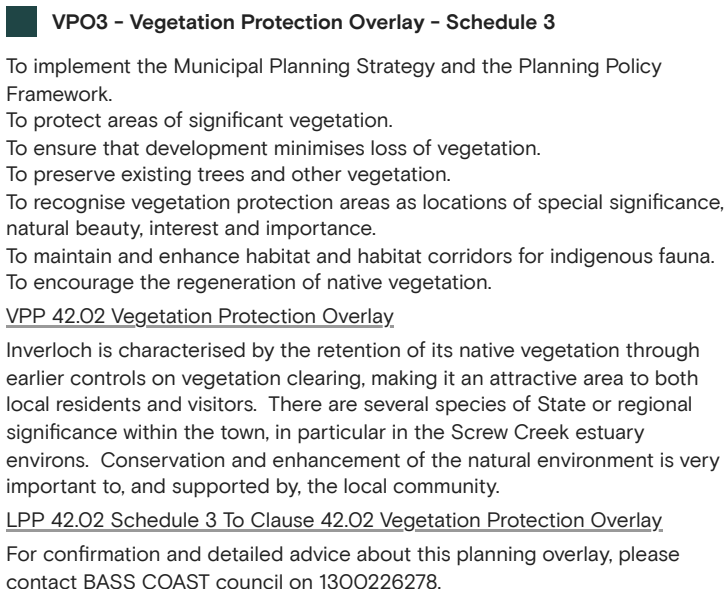 VPO3 - Vegetation Protection Overlay - Schedule 3
To implement the Municipal Planning Strategy and the Planning Policy
Framework.
To protect areas of significant vegetation.
To ensure that development minimises loss of vegetation.
To preserve existing trees and other vegetation.
To recognise vegetation protection areas as locations of special significance,
natural beauty, interest and importance.
To maintain and enhance habitat and habitat corridors for indigenous fauna.
To encourage the regeneration of native vegetation.
VPP 42.02 Vegetation Protection Overlay
Inverloch is characterised by the retention of its native vegetation through
earlier controls on vegetation clearing, making it an attractive area to both
local residents and visitors.  There are several species of State or regional
significance within the town, in particular in the Screw Creek estuary
environs.  Conservation and enhancement of the natural environment is very
important to, and supported by, the local community.
LPP 42.02 Schedule 3 To Clause 42.02 Vegetation Protection Overlay
For confirmation and detailed advice about this planning overlay, please
contact BASS COAST council on 1300226278.